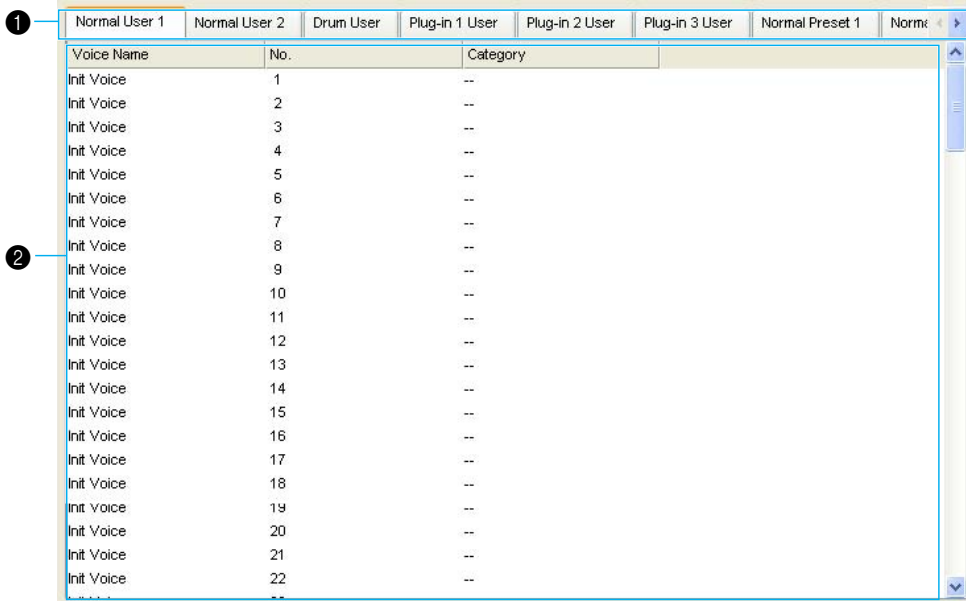 1 Normal User 1 Normal User 2 Drum User Plug-in 1 User Plug-in 2 User Plug-in 3 User Normal Preset 1 Norma
Voice Name No. Category
Init Voice 1 --
Init Voice 2 --
Init Voice 3 --
Init Voice 4 --
Init Voice 5 --
Init Voice 6 --
Init Voice 7 --
Init Voice 8 --
2
Init Voice 9 --
Init Voice 10 --
Init Voice 11 --
Init Voice 12 --
Init Voice 13 --
Init Voice 14 --
Init Voice 15 --
Init Voice 16 --
Init Voice 17 --
Init Voice 18 --
Init Voice 19 --
Init Voice 20 --
Init Voice 21 --
Init Voice 22 --